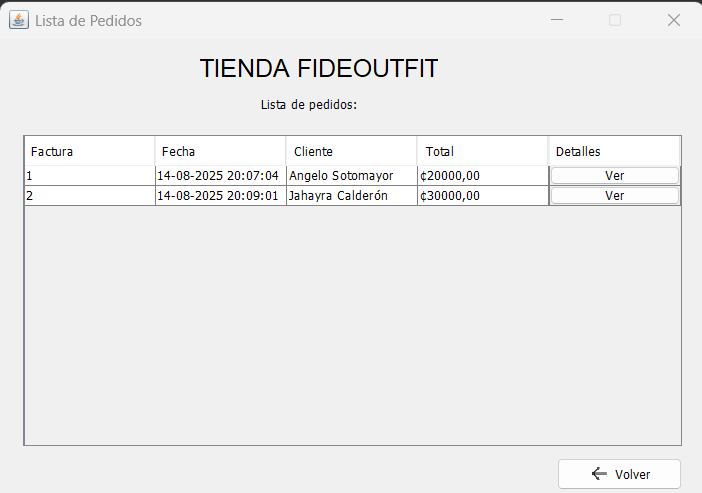 Lista de Pedidos
TIENDA FIDEOUTFIT
Lista de pedidos:
Factura Fecha Cliente Total Detalles
1 14-08-2025 20:07:04 Angelo Sotomayor ¢20000,00 Ver
2 14-08-2025 20:09:01 Jahayra Calderón ¢30000,00 Ver
Volver